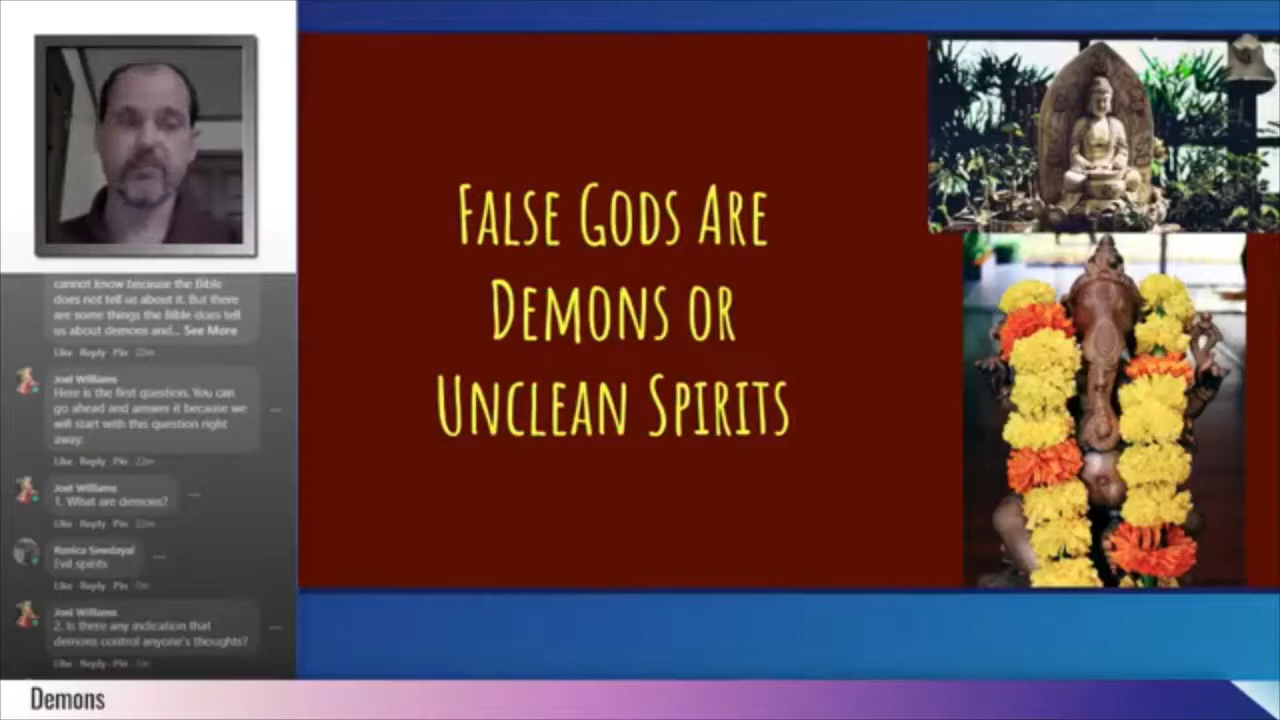 cannot know because the Bible
does not tell us about it. But there
are some things the Bible does tell
us about demons and... See More
Like Reply Pin 22m
Joel Williams
Here is the first question. You can
go ahead and answer it because we
will start with this question right
away.
Like Reply Pin 22m
Joel Williams
1. What are demons?
Like Reply Pin 22m
Evil spirits
Like Reply Pin
Joel Williams
2. Is there any indication that
demons control anyone's thoughts?
Like Reply Pin
FALSE GODS ARE
DEMONS OR
UNCLEAN SPIRITS
Demons